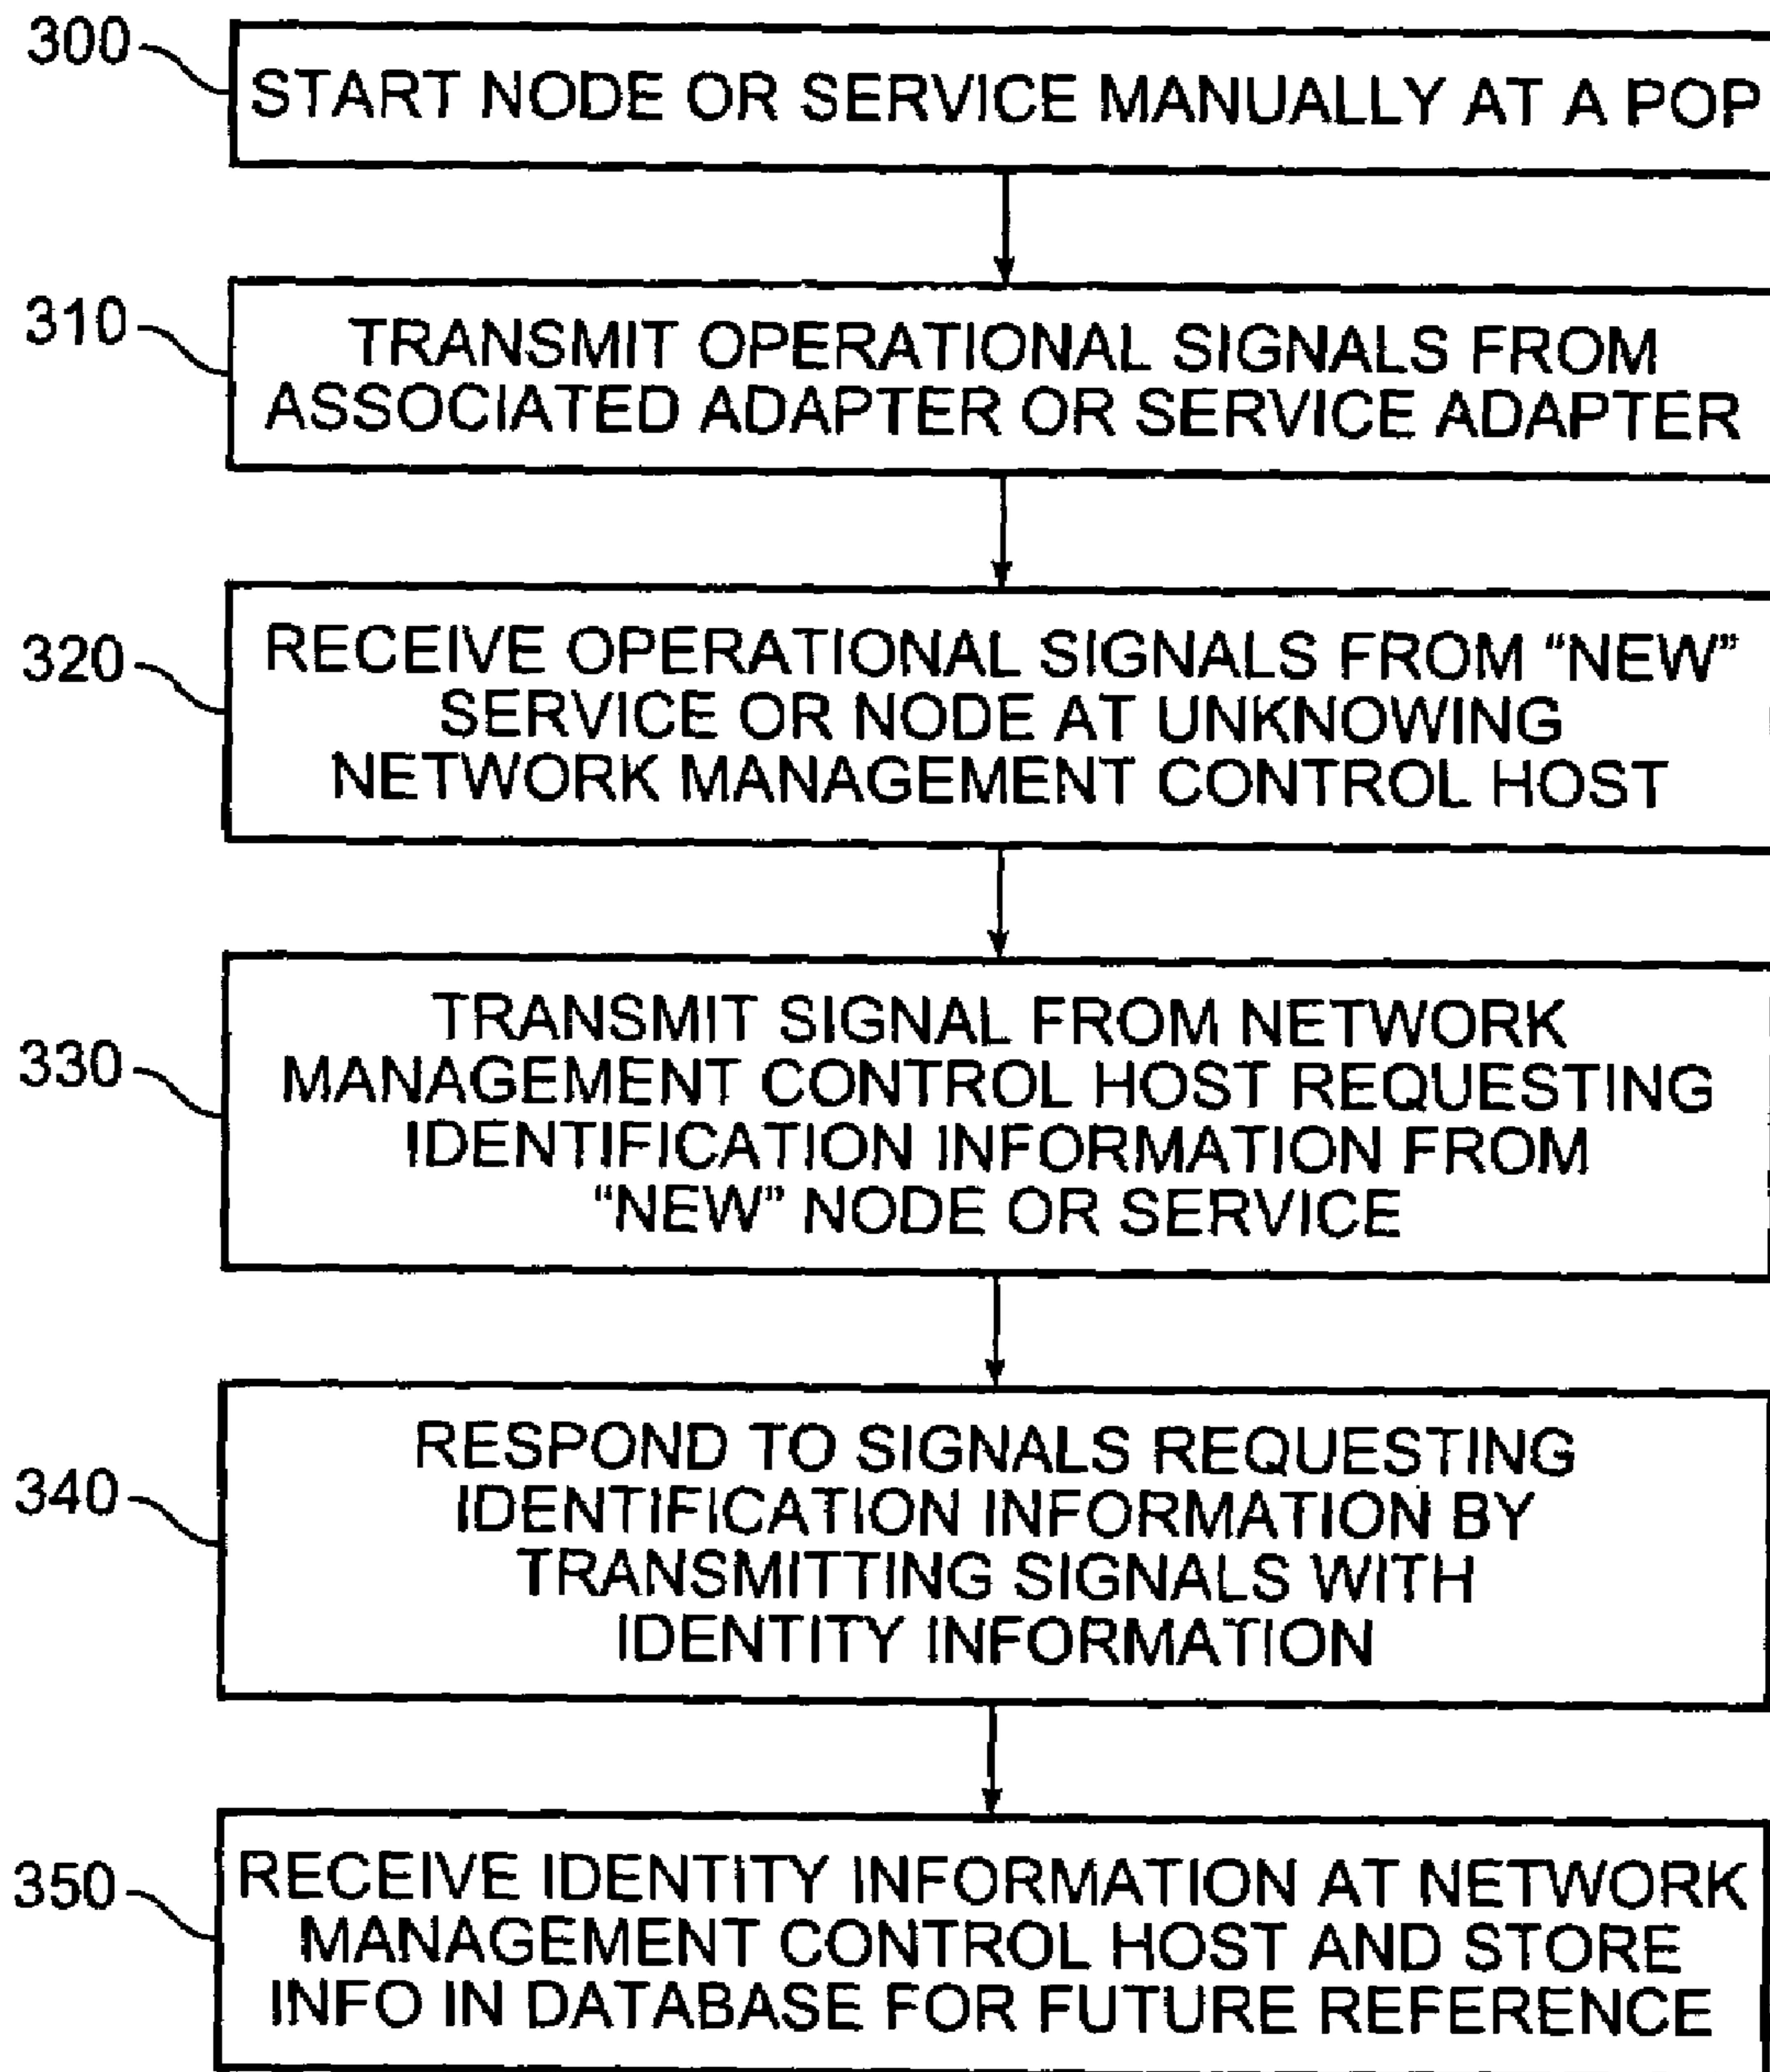 300
START NODE OR SERVICE MANUALLY AT A POP
310
TRANSMIT OPERATIONAL SIGNALS FROM
ASSOCIATED ADAPTER OR SERVICE ADAPTER
320
RECEIVE OPERATIONAL SIGNALS FROM “NEW”
SERVICE OR NODE AT UNKNOWING
NETWORK MANAGEMENT CONTROL HOST
330
TRANSMIT SIGNAL FROM NETWORK
MANAGEMENT CONTROL HOST REQUESTING
IDENTIFICATION INFORMATION FROM
“NEW” NODE OR SERVICE
340
RESPOND TO SIGNALS REQUESTING
IDENTIFICATION INFORMATION BY
TRANSMITTING SIGNALS WITH
IDENTITY INFORMATION
350
RECEIVE IDENTITY INFORMATION AT NETWORK
MANAGEMENT CONTROL HOST AND STORE
INFO IN DATABASE FOR FUTURE REFERENCE